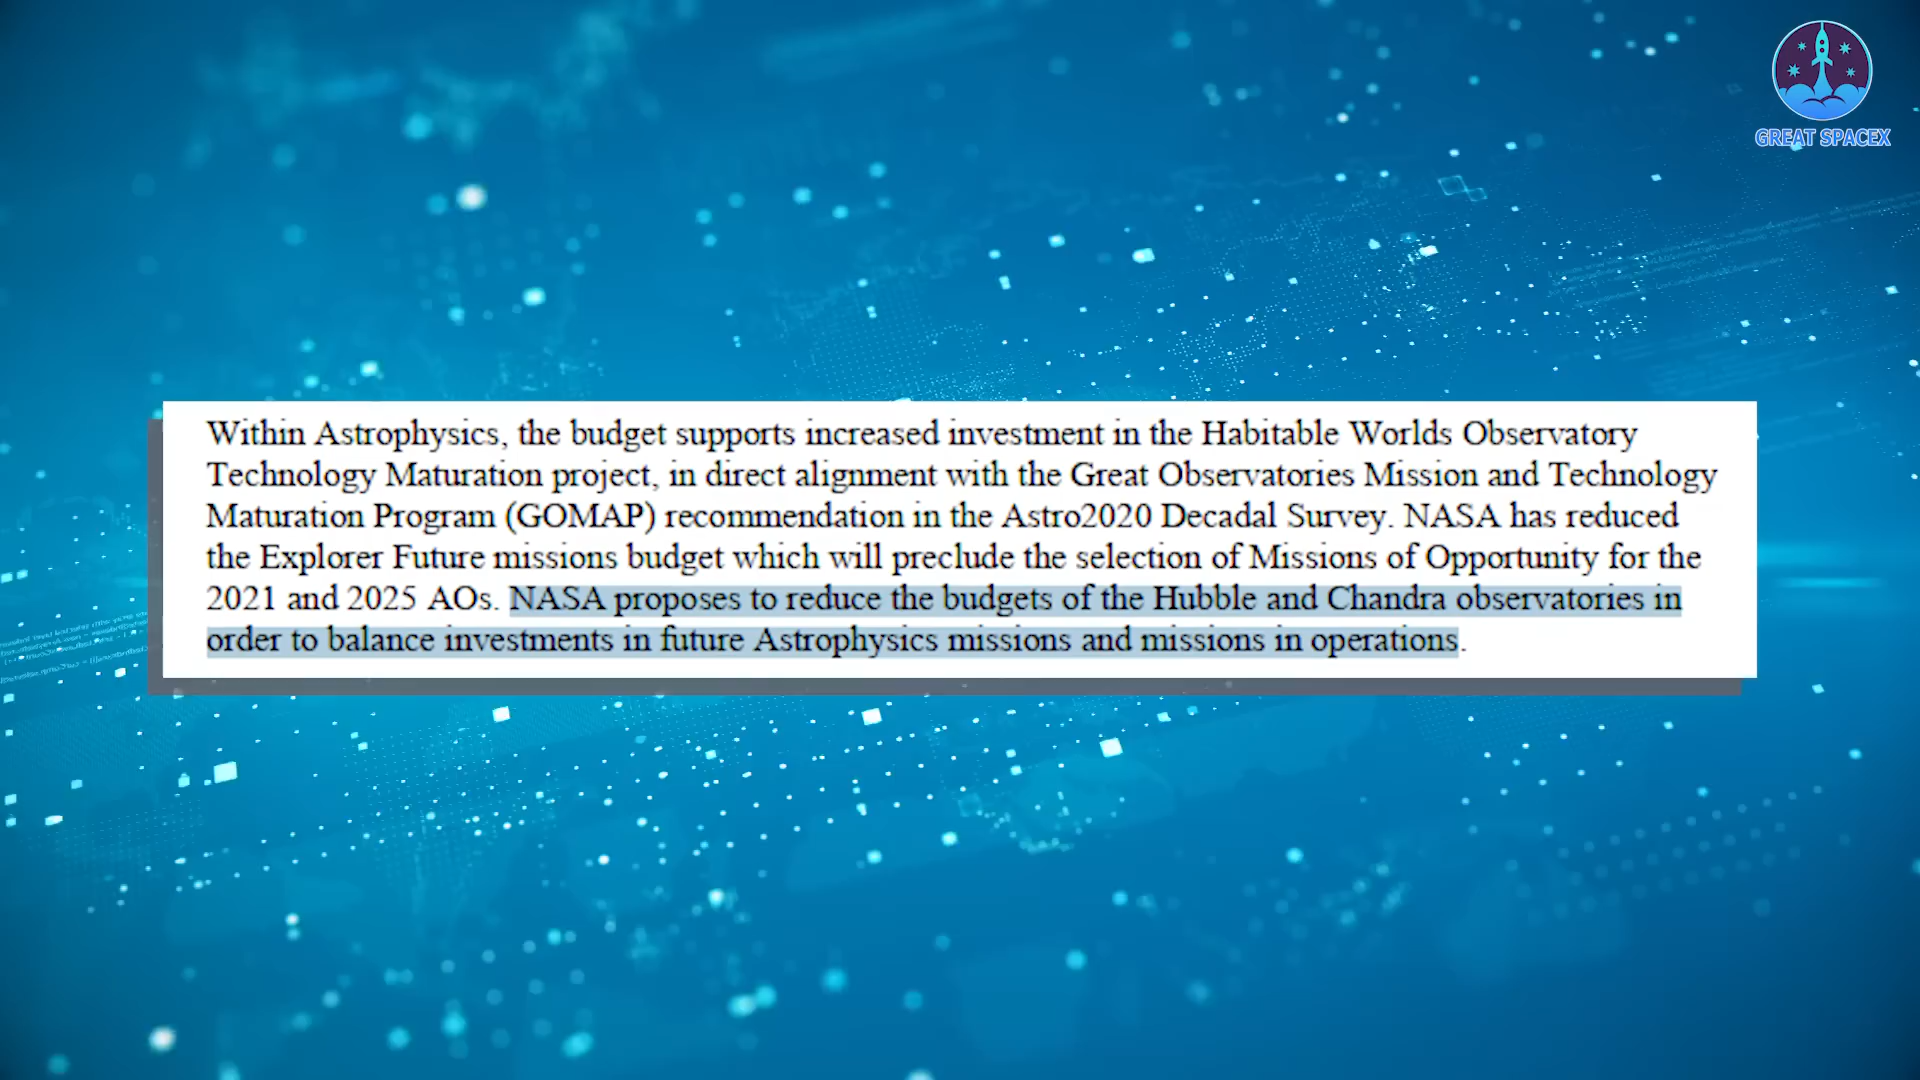 GREAT SPACEX
Within Astrophysics, the budget supports increased investment in the Habitable Worlds Observatory
Technology Maturation project, in direct alignment with the Great Observatories Mission and Technology
Maturation Program (GOMAP) recommendation in the Astro2020 Decadal Survey. NASA has reduced
the Explorer Future missions budget which will preclude the selection of Missions of Opportunity for the
2021 and 2025 AOs. NASA proposes to reduce the budgets of the Hubble and Chandra observatories in
order to balance investments in future Astrophysics missions and missions in operations.